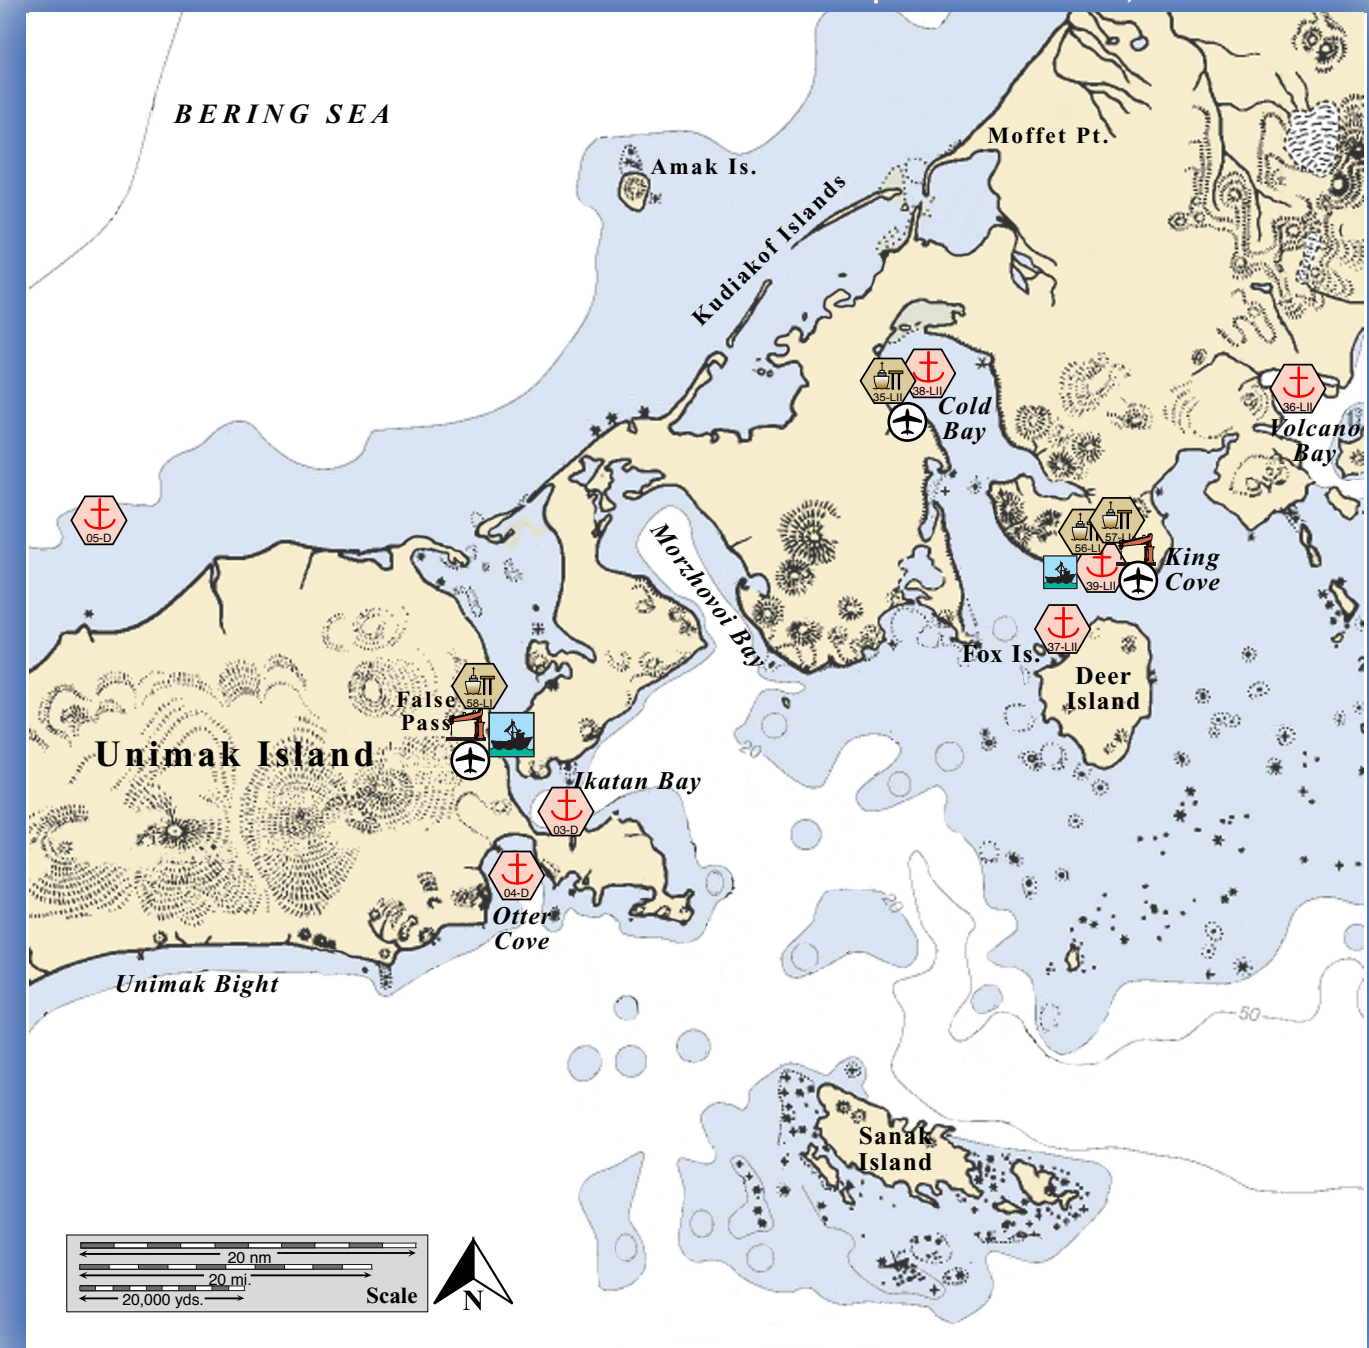 BERING SEA
Moffet Pt.
Amak Is.
Kudiakof Islands
35-LII
38-LII
36-LII
Cold
Bay
Volcano
Bay
05-D
57-LI
56-LI
Morzhovoi Bay
King
Cove
39-LII
37-LII
Fox Is.
Deer
Island
58-LI
False
Pass
Unimak Island
20
Ikatan Bay
03-D
04-D
20
Otter
Cove
Unimak Bight
50
Sanak
Island
20 nm
20 mi.
20,000 yds.
Scale
N